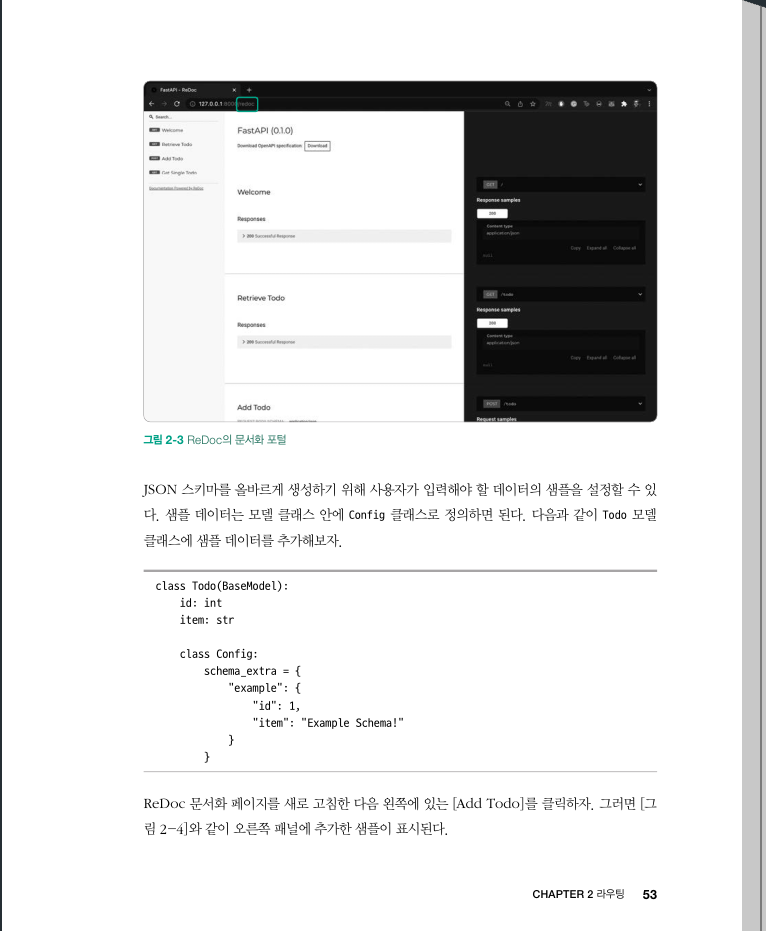 FastAPI - ReDoc
127.0.0.1:8000/redoc
Search...
Welcome
Retrieve Todo
Add Todo
Get Single Todo
Documentation Powered by ReDoc
FastAPI (0.1.0)
Download OpenAPI specification: Download
Welcome
Responses
> 200 Successful Response
GET /
Response samples
200
Content type
application/json
Copy Expand all Collapse all
null
Retrieve Todo
Responses
> 200 Successful Response
GET /todo
Response samples
200
Content type
application/json
Copy Expand all Collapse all
null
Add Todo
POST /todo
Request samples
그림 2-3 ReDoc의 문서화 포털
JSON 스키마를 올바르게 생성하기 위해 사용자가 입력해야 할 데이터의 샘플을 설정할 수 있
다. 샘플 데이터는 모델 클래스 안에 Config 클래스로 정의하면 된다. 다음과 같이 Todo 모델
클래스에 샘플 데이터를 추가해보자.
class Todo(BaseModel):
    id: int
    item: str
    class Config:
        schema_extra = {
            "example": {
                "id": 1,
                "item": "Example Schema!"
            }
        }
ReDoc 문서화 페이지를 새로 고침한 다음 왼쪽에 있는 [Add Todo]를 클릭하자. 그러면 [그
림 2-4]와 같이 오른쪽 패널에 추가한 샘플이 표시된다.
CHAPTER 2 라우팅 53